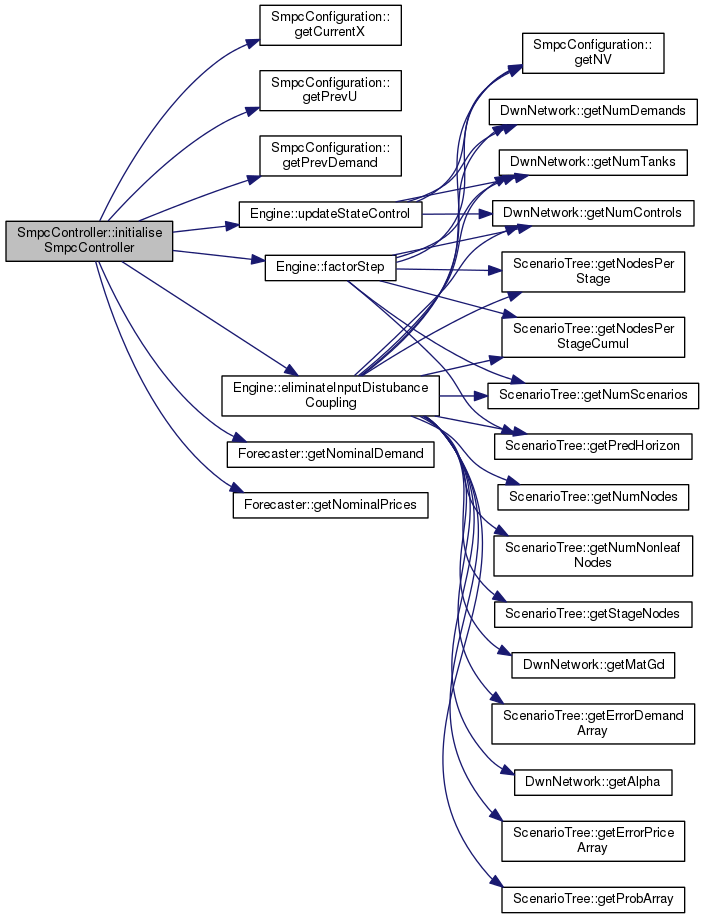 SmpcController::initialise
SmpcController
SmpcConfiguration::
getCurrentX
SmpcConfiguration::
getPrevU
SmpcConfiguration::
getPrevDemand
Engine::updateStateControl
Engine::factorStep
Engine::eliminateInputDistubance
Coupling
Forecaster::getNominalDemand
Forecaster::getNominalPrices
SmpcConfiguration::
getNV
DwnNetwork::getNumDemands
DwnNetwork::getNumTanks
DwnNetwork::getNumControls
ScenarioTree::getNodesPer
Stage
ScenarioTree::getNodesPer
StageCumul
ScenarioTree::getNumScenarios
ScenarioTree::getPredHorizon
ScenarioTree::getNumNodes
ScenarioTree::getNumNonleaf
Nodes
ScenarioTree::getStageNodes
DwnNetwork::getMatGd
ScenarioTree::getErrorDemand
Array
DwnNetwork::getAlpha
ScenarioTree::getErrorPrice
Array
ScenarioTree::getProbArray